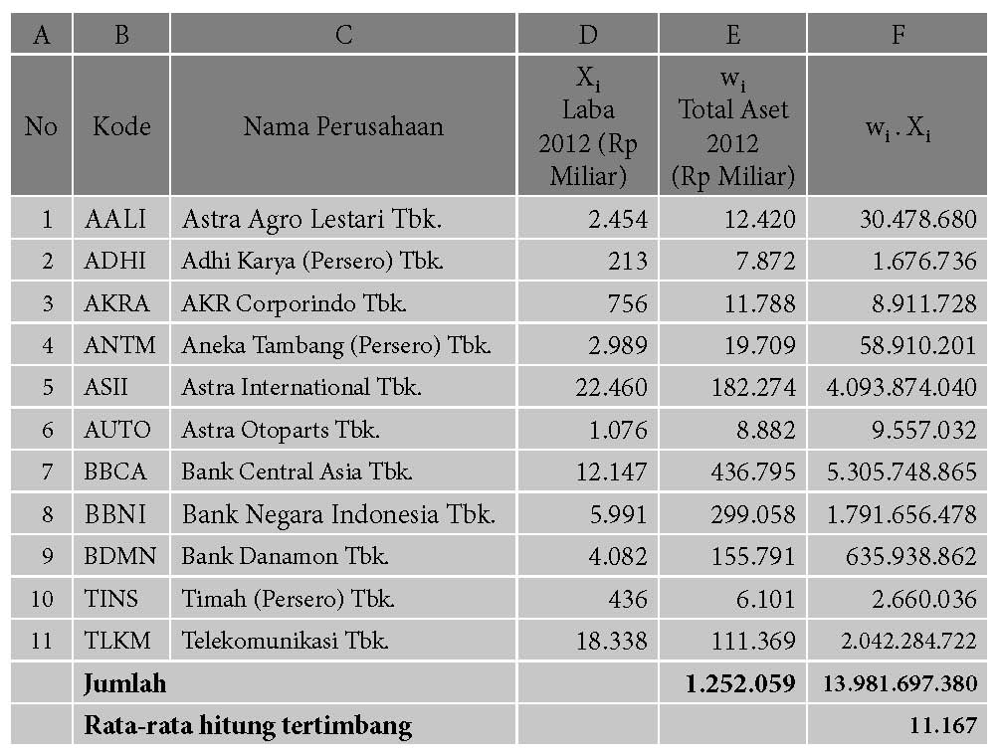 A B C D E F
No Kode Nama Perusahaan Xi Laba 2012 (Rp Miliar) wi Total Aset 2012 (Rp Miliar) wi . Xi
1 AALI Astra Agro Lestari Tbk. 2.454 12.420 30.478.680
2 ADHI Adhi Karya (Persero) Tbk. 213 7.872 1.676.736
3 AKRA AKR Corporindo Tbk. 756 11.788 8.911.728
4 ANTM Aneka Tambang (Persero) Tbk. 2.989 19.709 58.910.201
5 ASII Astra International Tbk. 22.460 182.274 4.093.874.040
6 AUTO Astra Otoparts Tbk. 1.076 8.882 9.557.032
7 BBCA Bank Central Asia Tbk. 12.147 436.795 5.305.748.865
8 BBNI Bank Negara Indonesia Tbk. 5.991 299.058 1.791.656.478
9 BDMN Bank Danamon Tbk. 4.082 155.791 635.938.862
10 TINS Timah (Persero) Tbk. 436 6.101 2.660.036
11 TLKM Telekomunikasi Tbk. 18.338 111.369 2.042.284.722
Jumlah 1.252.059 13.981.697.380
Rata-rata hitung tertimbang 11.167